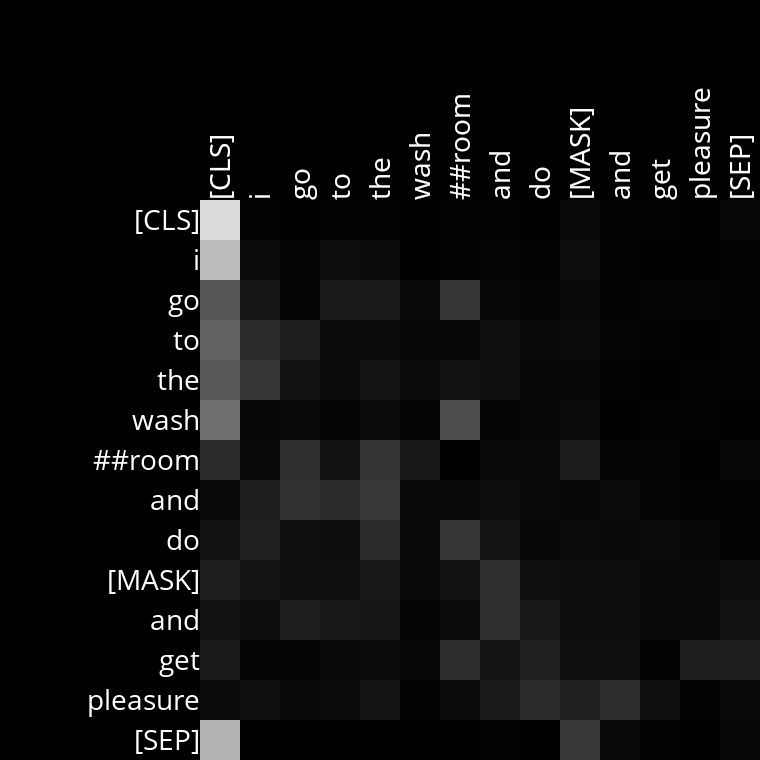 [CLS] i go to the wash ##room and do [MASK] and get pleasure [SEP]
[CLS]
i
go
to
the
wash
##room
and
do
[MASK]
and
get
pleasure
[SEP]